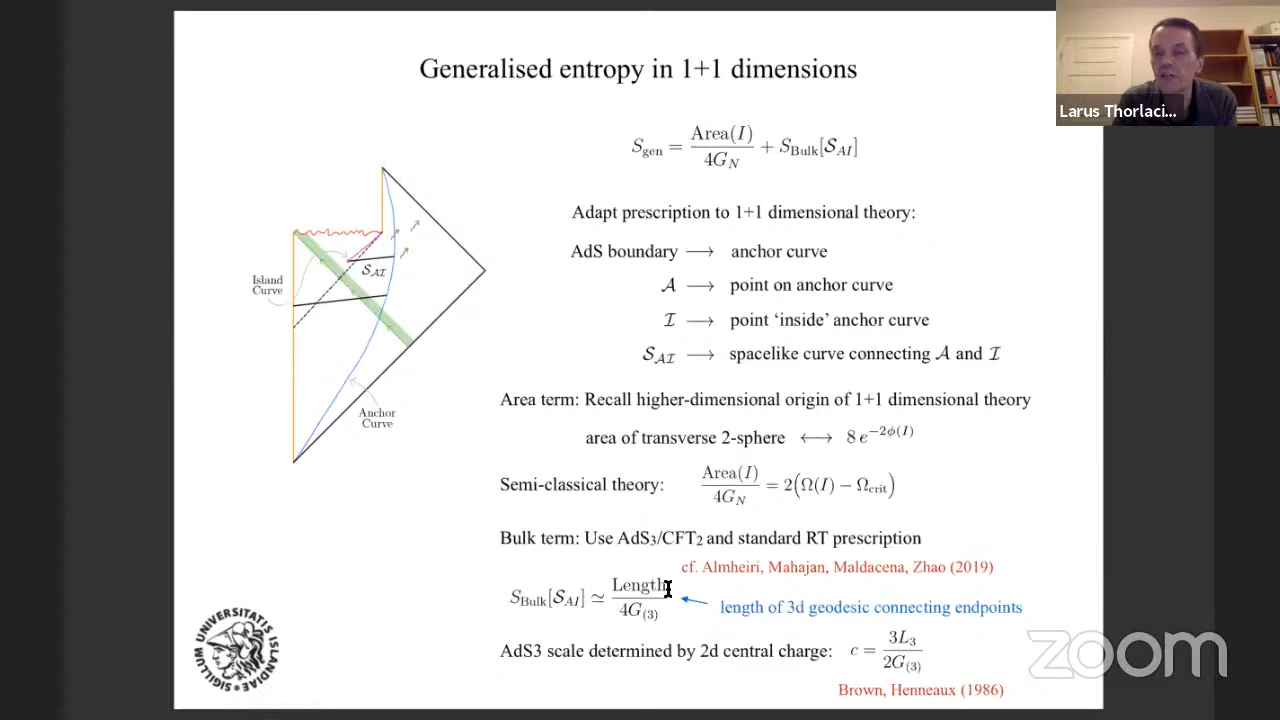 Generalised entropy in 1+1 dimensions
Larus Thorlaci...
S_gen = Area(I) / 4G_N + S_Bulk[S_AI]
Adapt prescription to 1+1 dimensional theory:
AdS boundary → anchor curve
A → point on anchor curve
I → point ‘inside’ anchor curve
S_AI → spacelike curve connecting A and I
S_AI
Island
Curve
Anchor
Curve
Area term: Recall higher-dimensional origin of 1+1 dimensional theory
area of transverse 2-sphere ⟷ 8 e^{-2ϕ(I)}
Semi-classical theory: Area(I) / 4G_N = 2(Ω(I) − Ω_crit)
Bulk term: Use AdS₃/CFT₂ and standard RT prescription
cf. Almheiri, Mahajan, Maldacena, Zhao (2019)
S_Bulk[S_AI] ≃ Length / 4G_(3)
length of 3d geodesic connecting endpoints
AdS3 scale determined by 2d central charge: c = 3L_3 / 2G_(3)
Brown, Henneaux (1986)
UNIVERSITATIS ISLANDIAE SIGILLUM
zoom